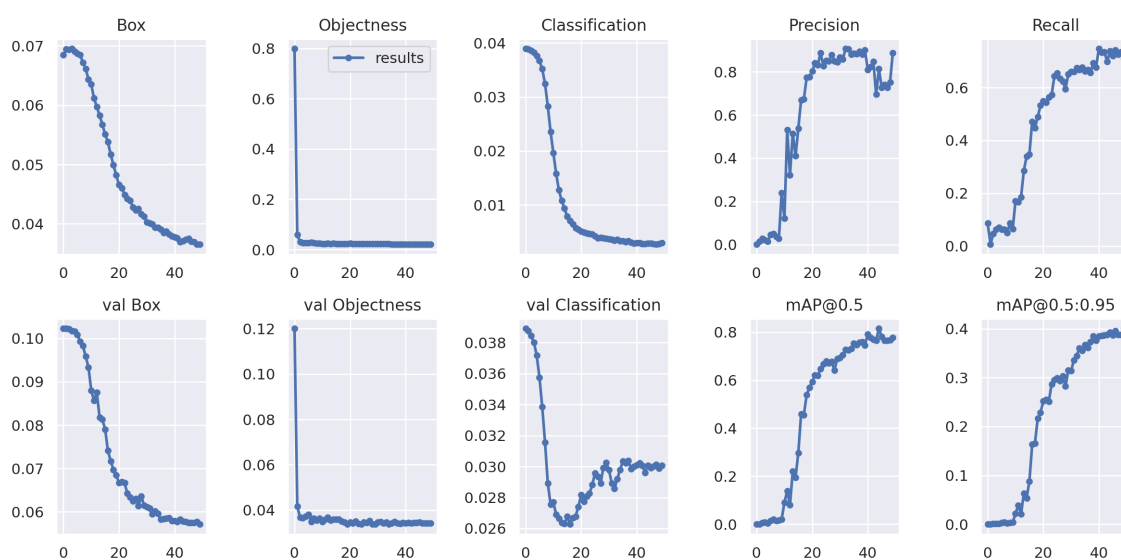 Box Objectness Classification Precision Recall
0.07 0.8 results 0.04 0.8 0.6
0.06 0.6 0.03 0.6 0.4
0.05 0.4 0.02 0.4 0.2
0.04 0.2 0.01 0.2 0.0
0.0 0.0
0 20 40 0 20 40 0 20 40 0 20 40 0 20 40
val Box val Objectness val Classification mAP@0.5 mAP@0.5:0.95
0.10 0.12 0.038 0.8 0.4
0.09 0.10 0.036 0.6 0.3
0.08 0.08 0.034 0.4 0.2
0.07 0.06 0.032 0.2 0.1
0.06 0.04 0.030 0.0 0.0
0.028
0.026
0 20 40 0 20 40 0 20 40 0 20 40 0 20 40